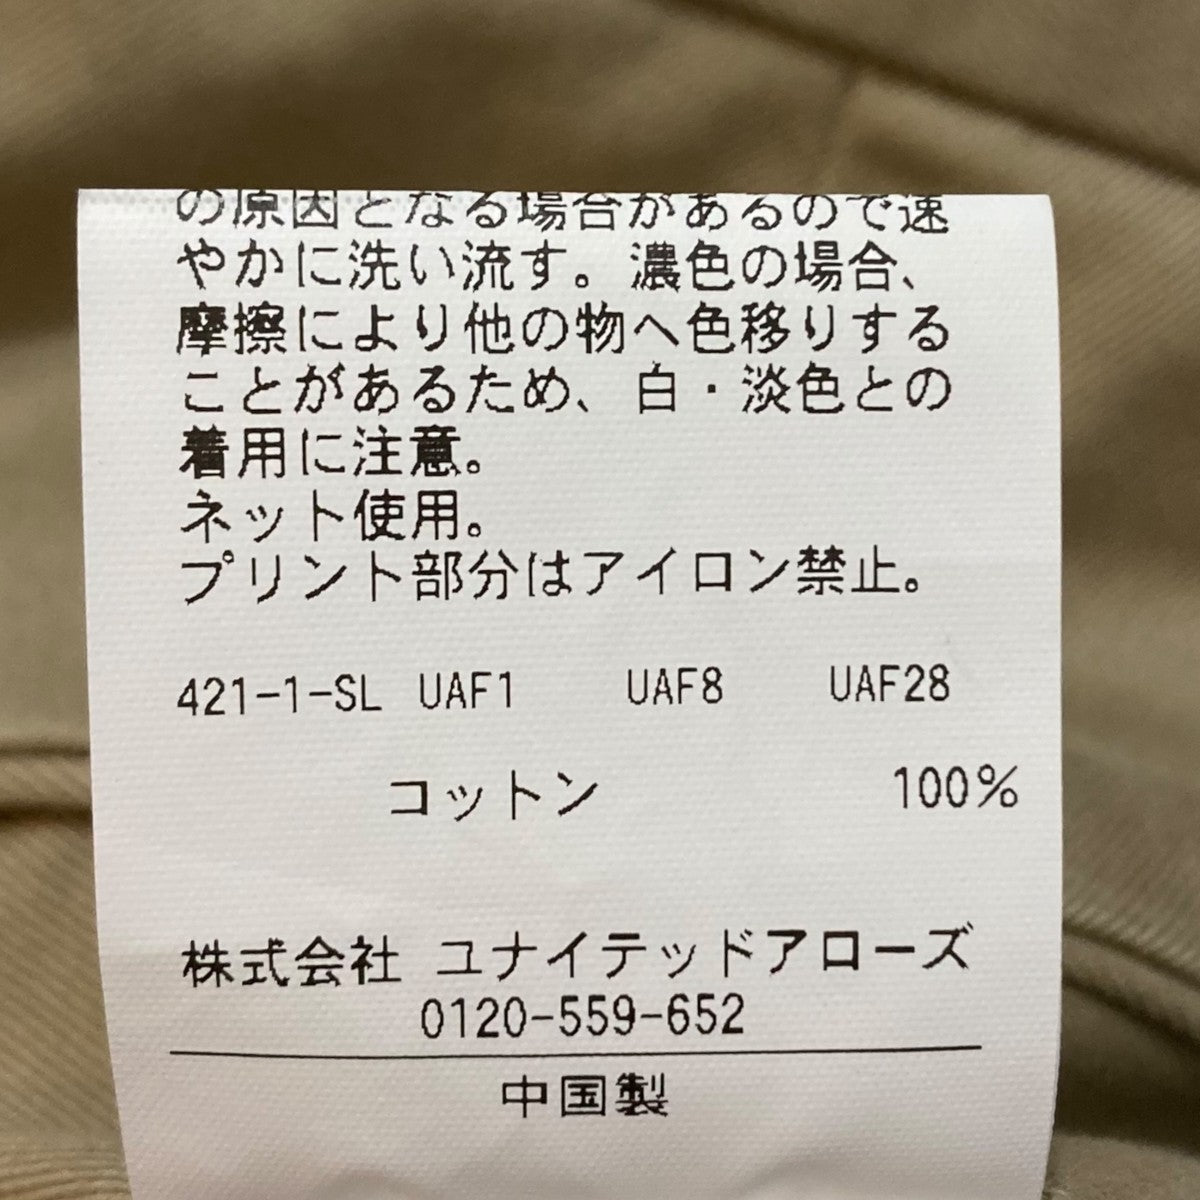 の原因となる場合があるので速
やかに洗い流す。濃色の場合、
摩擦により他の物へ色移りする
ことがあるため、白・淡色との
着用に注意。
ネット使用。
プリント部分はアイロン禁止。
421-1-SL UAF1 UAF8 UAF28
コットン 100%
株式会社 ユナイテッドアローズ
0120-559-652
中国製